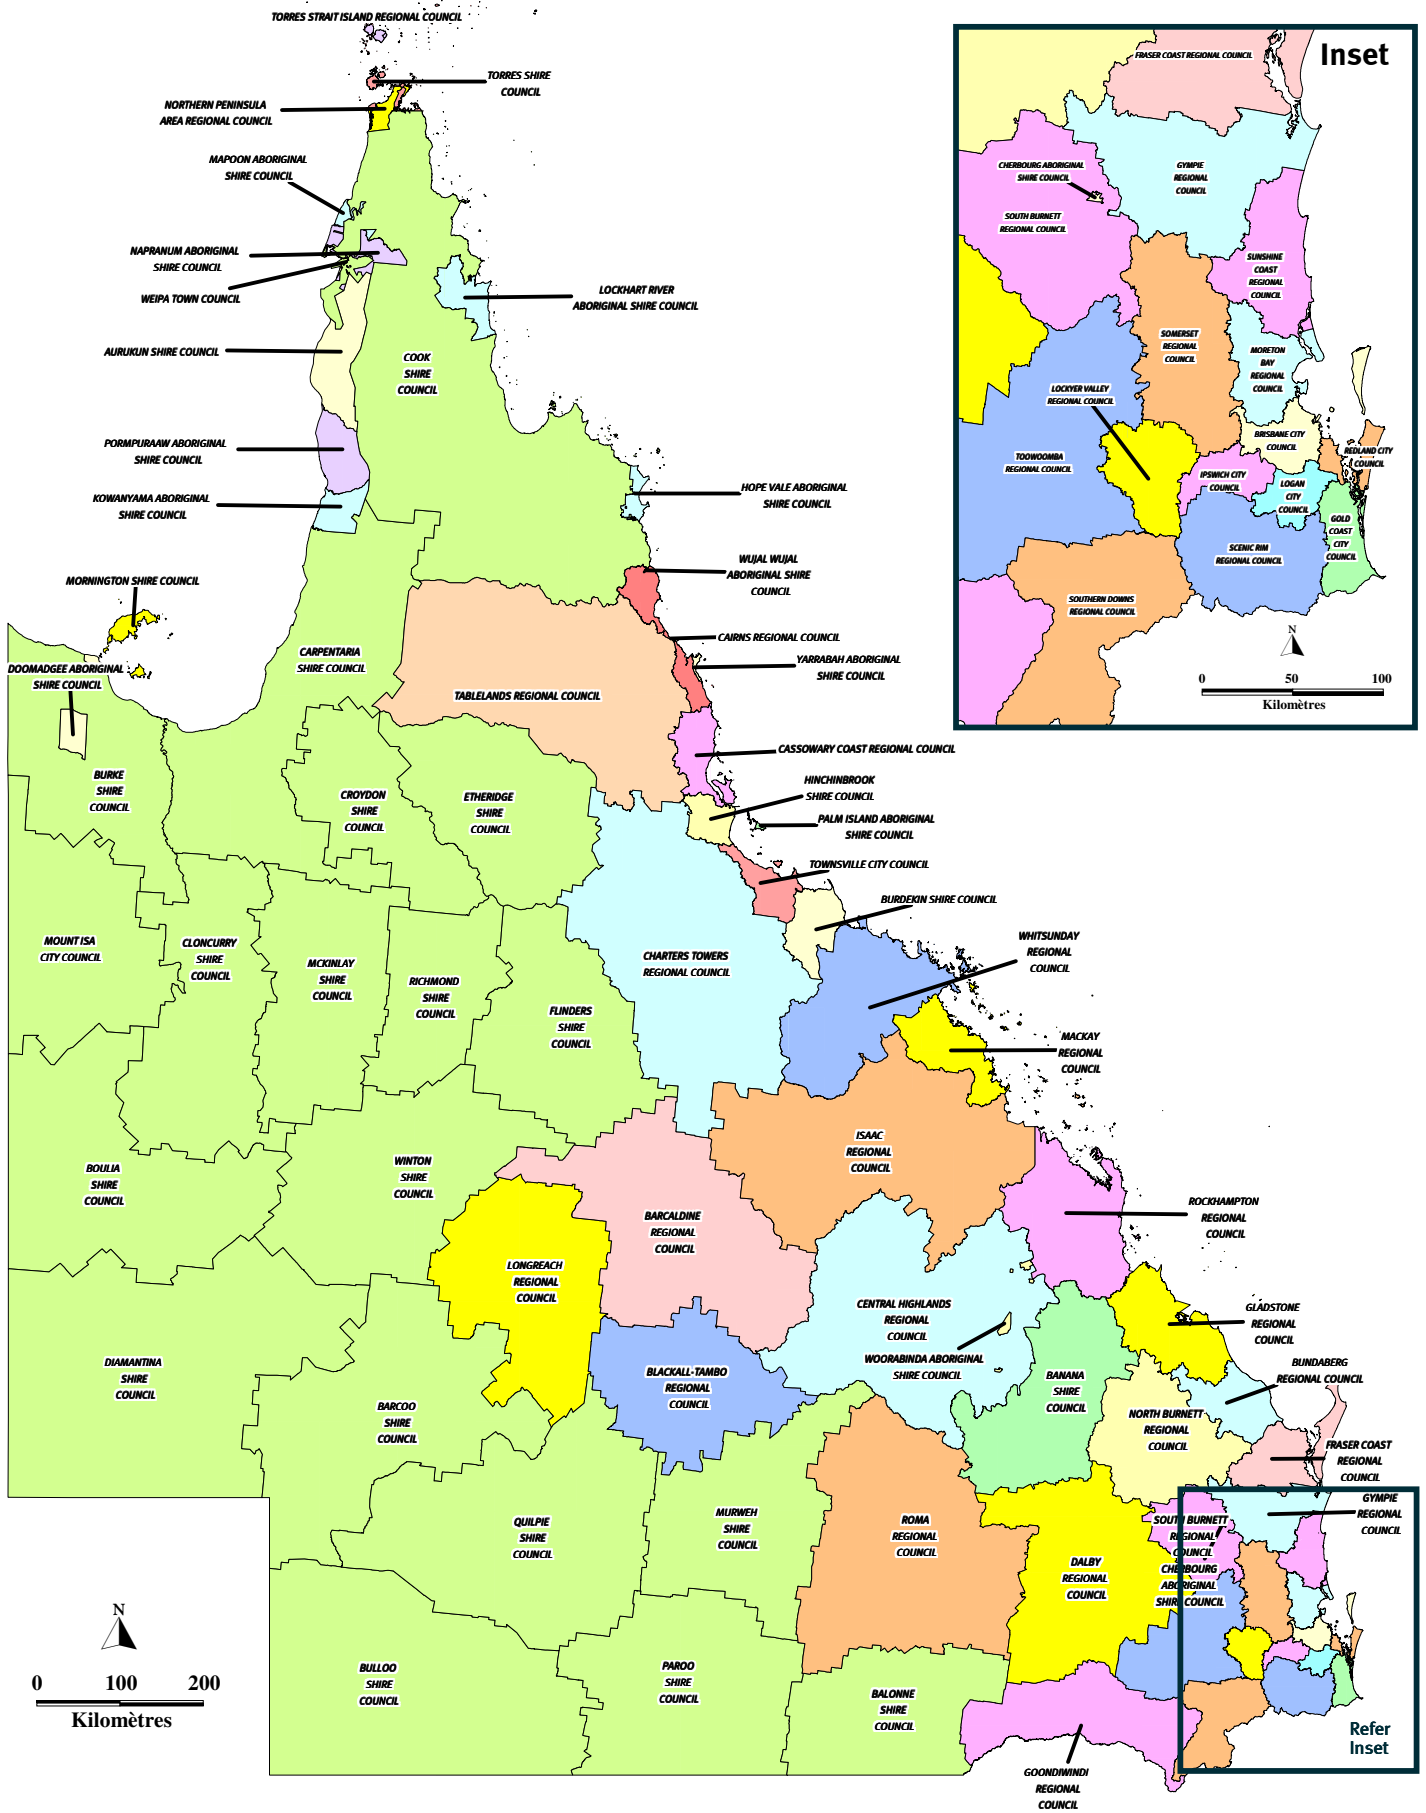 TORRES STRAIT ISLAND REGIONAL COUNCIL
TORRES SHIRE
COUNCIL
NORTHERN PENINSULA
AREA REGIONAL COUNCIL
MAPOON ABORIGINAL
SHIRE COUNCIL
NAPRANUM ABORIGINAL
SHIRE COUNCIL
WEIPA TOWN COUNCIL
LOCKHART RIVER
ABORIGINAL SHIRE COUNCIL
AURUKUN SHIRE COUNCIL
COOK
SHIRE
COUNCIL
PORMPURAAW ABORIGINAL
SHIRE COUNCIL
KOWANYAMA ABORIGINAL
SHIRE COUNCIL
HOPE VALE ABORIGINAL
SHIRE COUNCIL
WUJAL WUJAL
ABORIGINAL SHIRE
COUNCIL
MORNINGTON SHIRE COUNCIL
CAIRNS REGIONAL COUNCIL
YARRABAH ABORIGINAL
SHIRE COUNCIL
DOOMADGEE ABORIGINAL
SHIRE COUNCIL
CARPENTARIA
SHIRE COUNCIL
TABLELANDS REGIONAL COUNCIL
CASSOWARY COAST REGIONAL COUNCIL
BURKE
SHIRE
COUNCIL
CROYDON
SHIRE
COUNCIL
ETHERIDGE
SHIRE
COUNCIL
HINCHINBROOK
SHIRE COUNCIL
PALM ISLAND ABORIGINAL
SHIRE COUNCIL
TOWNSVILLE CITY COUNCIL
BURDEKIN SHIRE COUNCIL
MOUNT ISA
CITY COUNCIL
CLONCURRY
SHIRE
COUNCIL
MCKINLAY
SHIRE
COUNCIL
RICHMOND
SHIRE
COUNCIL
FLINDERS
SHIRE
COUNCIL
CHARTERS TOWERS
REGIONAL COUNCIL
WHITSUNDAY
REGIONAL
COUNCIL
MACKAY
REGIONAL
COUNCIL
ISAAC
REGIONAL
COUNCIL
BOULIA
SHIRE
COUNCIL
WINTON
SHIRE
COUNCIL
BARCALDINE
REGIONAL
COUNCIL
ROCKHAMPTON
REGIONAL
COUNCIL
LONGREACH
REGIONAL
COUNCIL
CENTRAL HIGHLANDS
REGIONAL
COUNCIL
WOORABINDA ABORIGINAL
SHIRE COUNCIL
GLADSTONE
REGIONAL
COUNCIL
DIAMANTINA
SHIRE
COUNCIL
BLACKALL-TAMBO
REGIONAL
COUNCIL
BANANA
SHIRE
COUNCIL
BUNDABERG
REGIONAL COUNCIL
BARCOO
SHIRE
COUNCIL
NORTH BURNETT
REGIONAL
COUNCIL
FRASER COAST
REGIONAL
COUNCIL
GYMPIE
REGIONAL
COUNCIL
QUILPIE
SHIRE
COUNCIL
MURWEH
SHIRE
COUNCIL
ROMA
REGIONAL
COUNCIL
SOUTH BURNETT
REGIONAL
COUNCIL
CHERBOURG
ABORIGINAL
SHIRE COUNCIL
DALBY
REGIONAL
COUNCIL
BULLOO
SHIRE
COUNCIL
PAROO
SHIRE
COUNCIL
BALONNE
SHIRE
COUNCIL
GOONDIWINDI
REGIONAL
COUNCIL
Refer
Inset
N
0 100 200
Kilomètres
Inset
FRASER COAST REGIONAL COUNCIL
CHERBOURG ABORIGINAL
SHIRE COUNCIL
GYMPIE
REGIONAL
COUNCIL
SOUTH BURNETT
REGIONAL COUNCIL
SUNSHINE
COAST
REGIONAL
COUNCIL
SOMERSET
REGIONAL
COUNCIL
MORETON
BAY
REGIONAL
COUNCIL
LOCKYER VALLEY
REGIONAL COUNCIL
BRISBANE CITY
COUNCIL
REDLAND CITY
COUNCIL
TOOWOOMBA
REGIONAL COUNCIL
IPSWICH CITY
COUNCIL
LOGAN
CITY
COUNCIL
GOLD
COAST
CITY
COUNCIL
SCENIC RIM
REGIONAL COUNCIL
SOUTHERN DOWNS
REGIONAL COUNCIL
N
0 50 100
Kilomètres